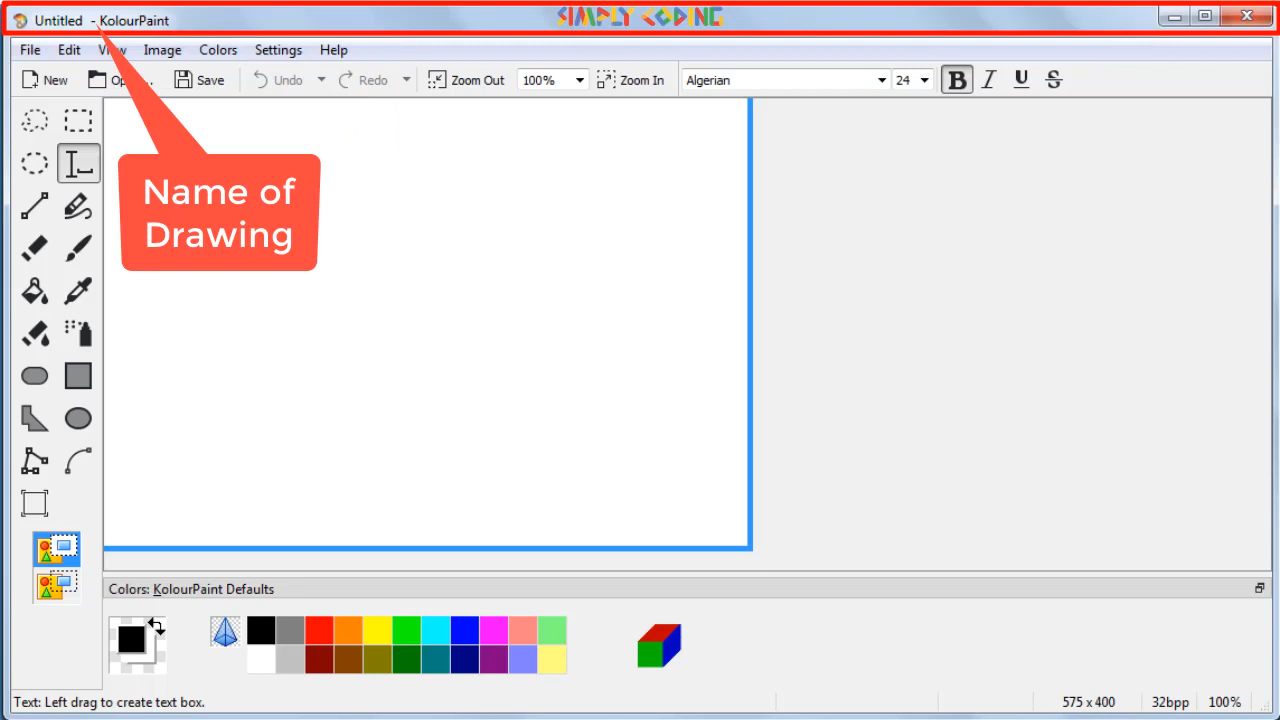 Untitled - KolourPaint
SIMPLY CODING
File Edit View Image Colors Settings Help
New Save Undo Redo Zoom Out 100% Zoom In Algerian 24 B I U S
Name of
Drawing
Colors: KolourPaint Defaults
Text: Left drag to create text box. 575 x 400 32bpp 100%